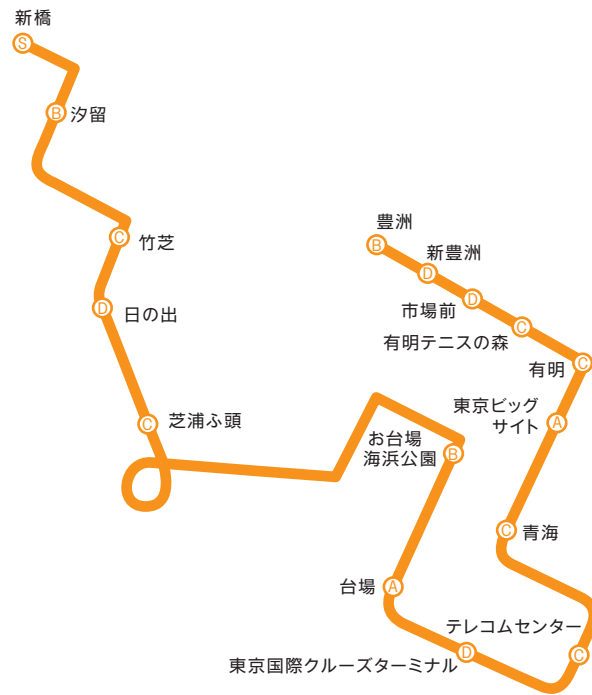 新橋
S
B
汐留
C
竹芝
D
日の出
C
芝浦ふ頭
お台場
海浜公園
B
台場
A
東京国際クルーズターミナル
D
テレコムセンター
C
青海
C
東京ビッグ
サイト
A
有明
C
有明テニスの森
C
市場前
D
新豊洲
D
豊洲
B